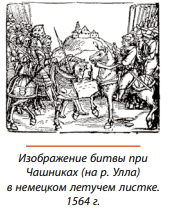 Изображение битвы при
Чашниках (на р. Улла)
в немецком летучем листке.
1564 г.